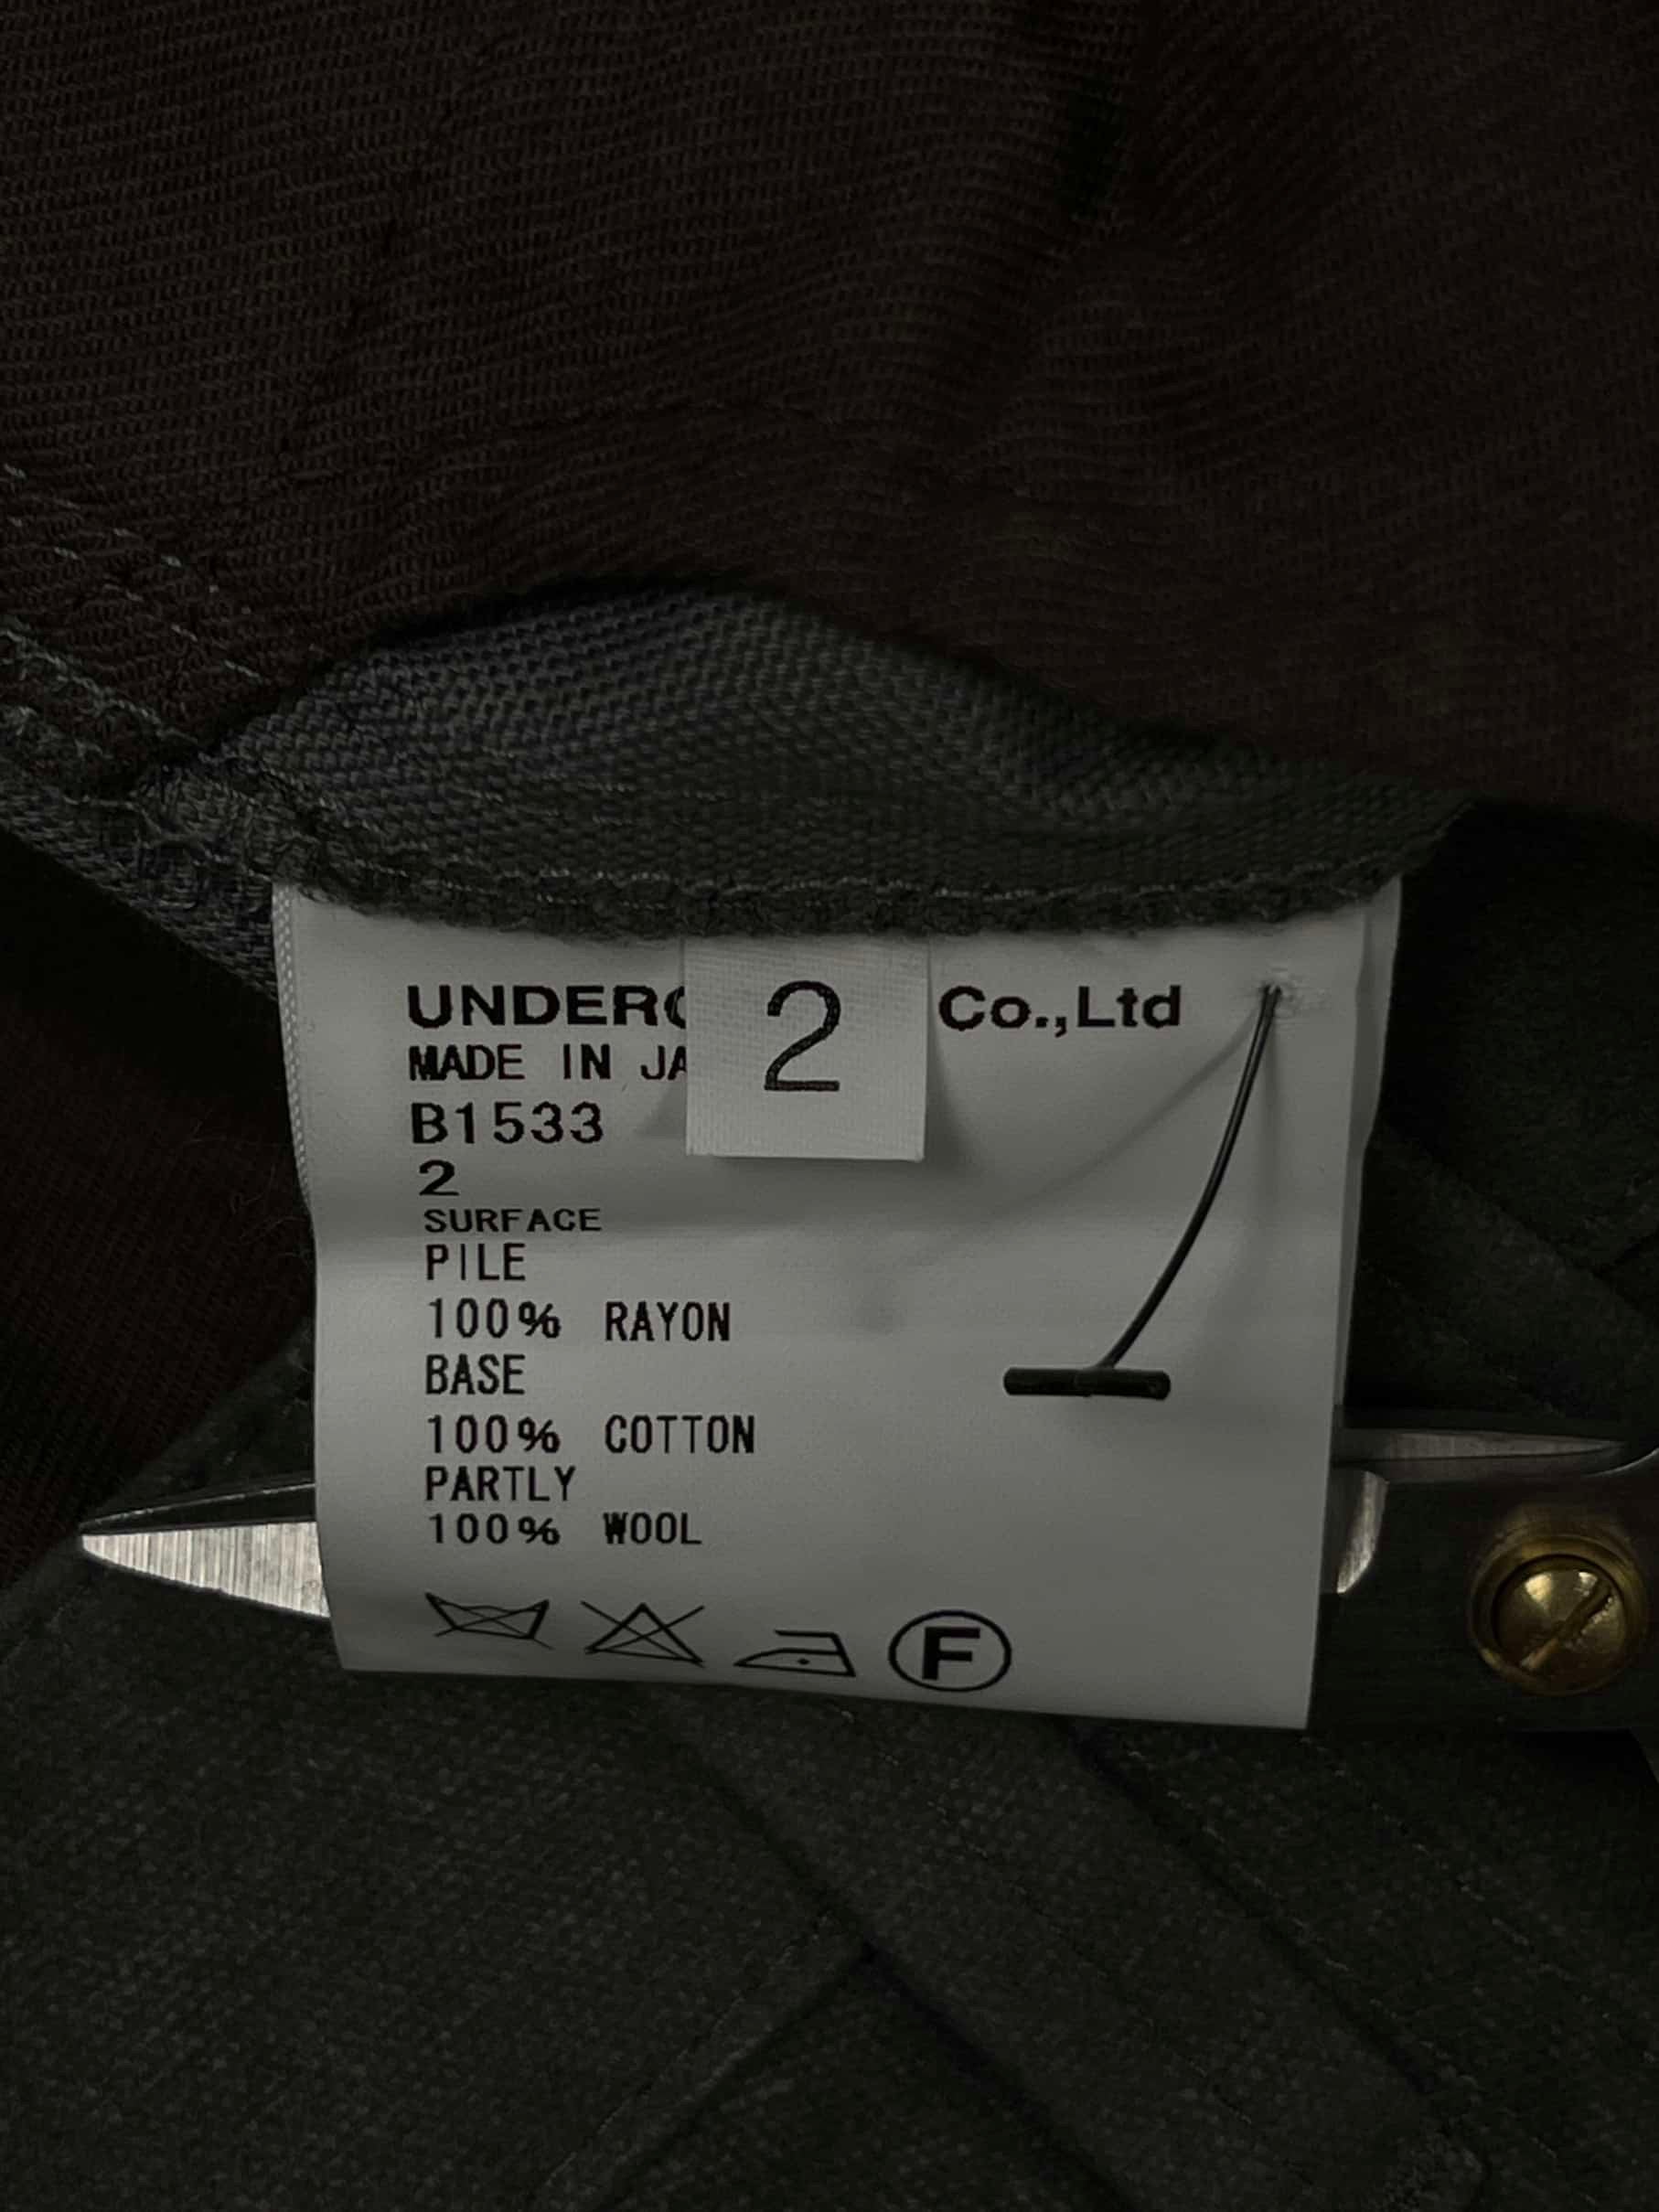 UNDERC Co.,Ltd
2
MADE IN JA
B1533
2
SURFACE
PILE
100% RAYON
BASE
100% COTTON
PARTLY
100% WOOL
F